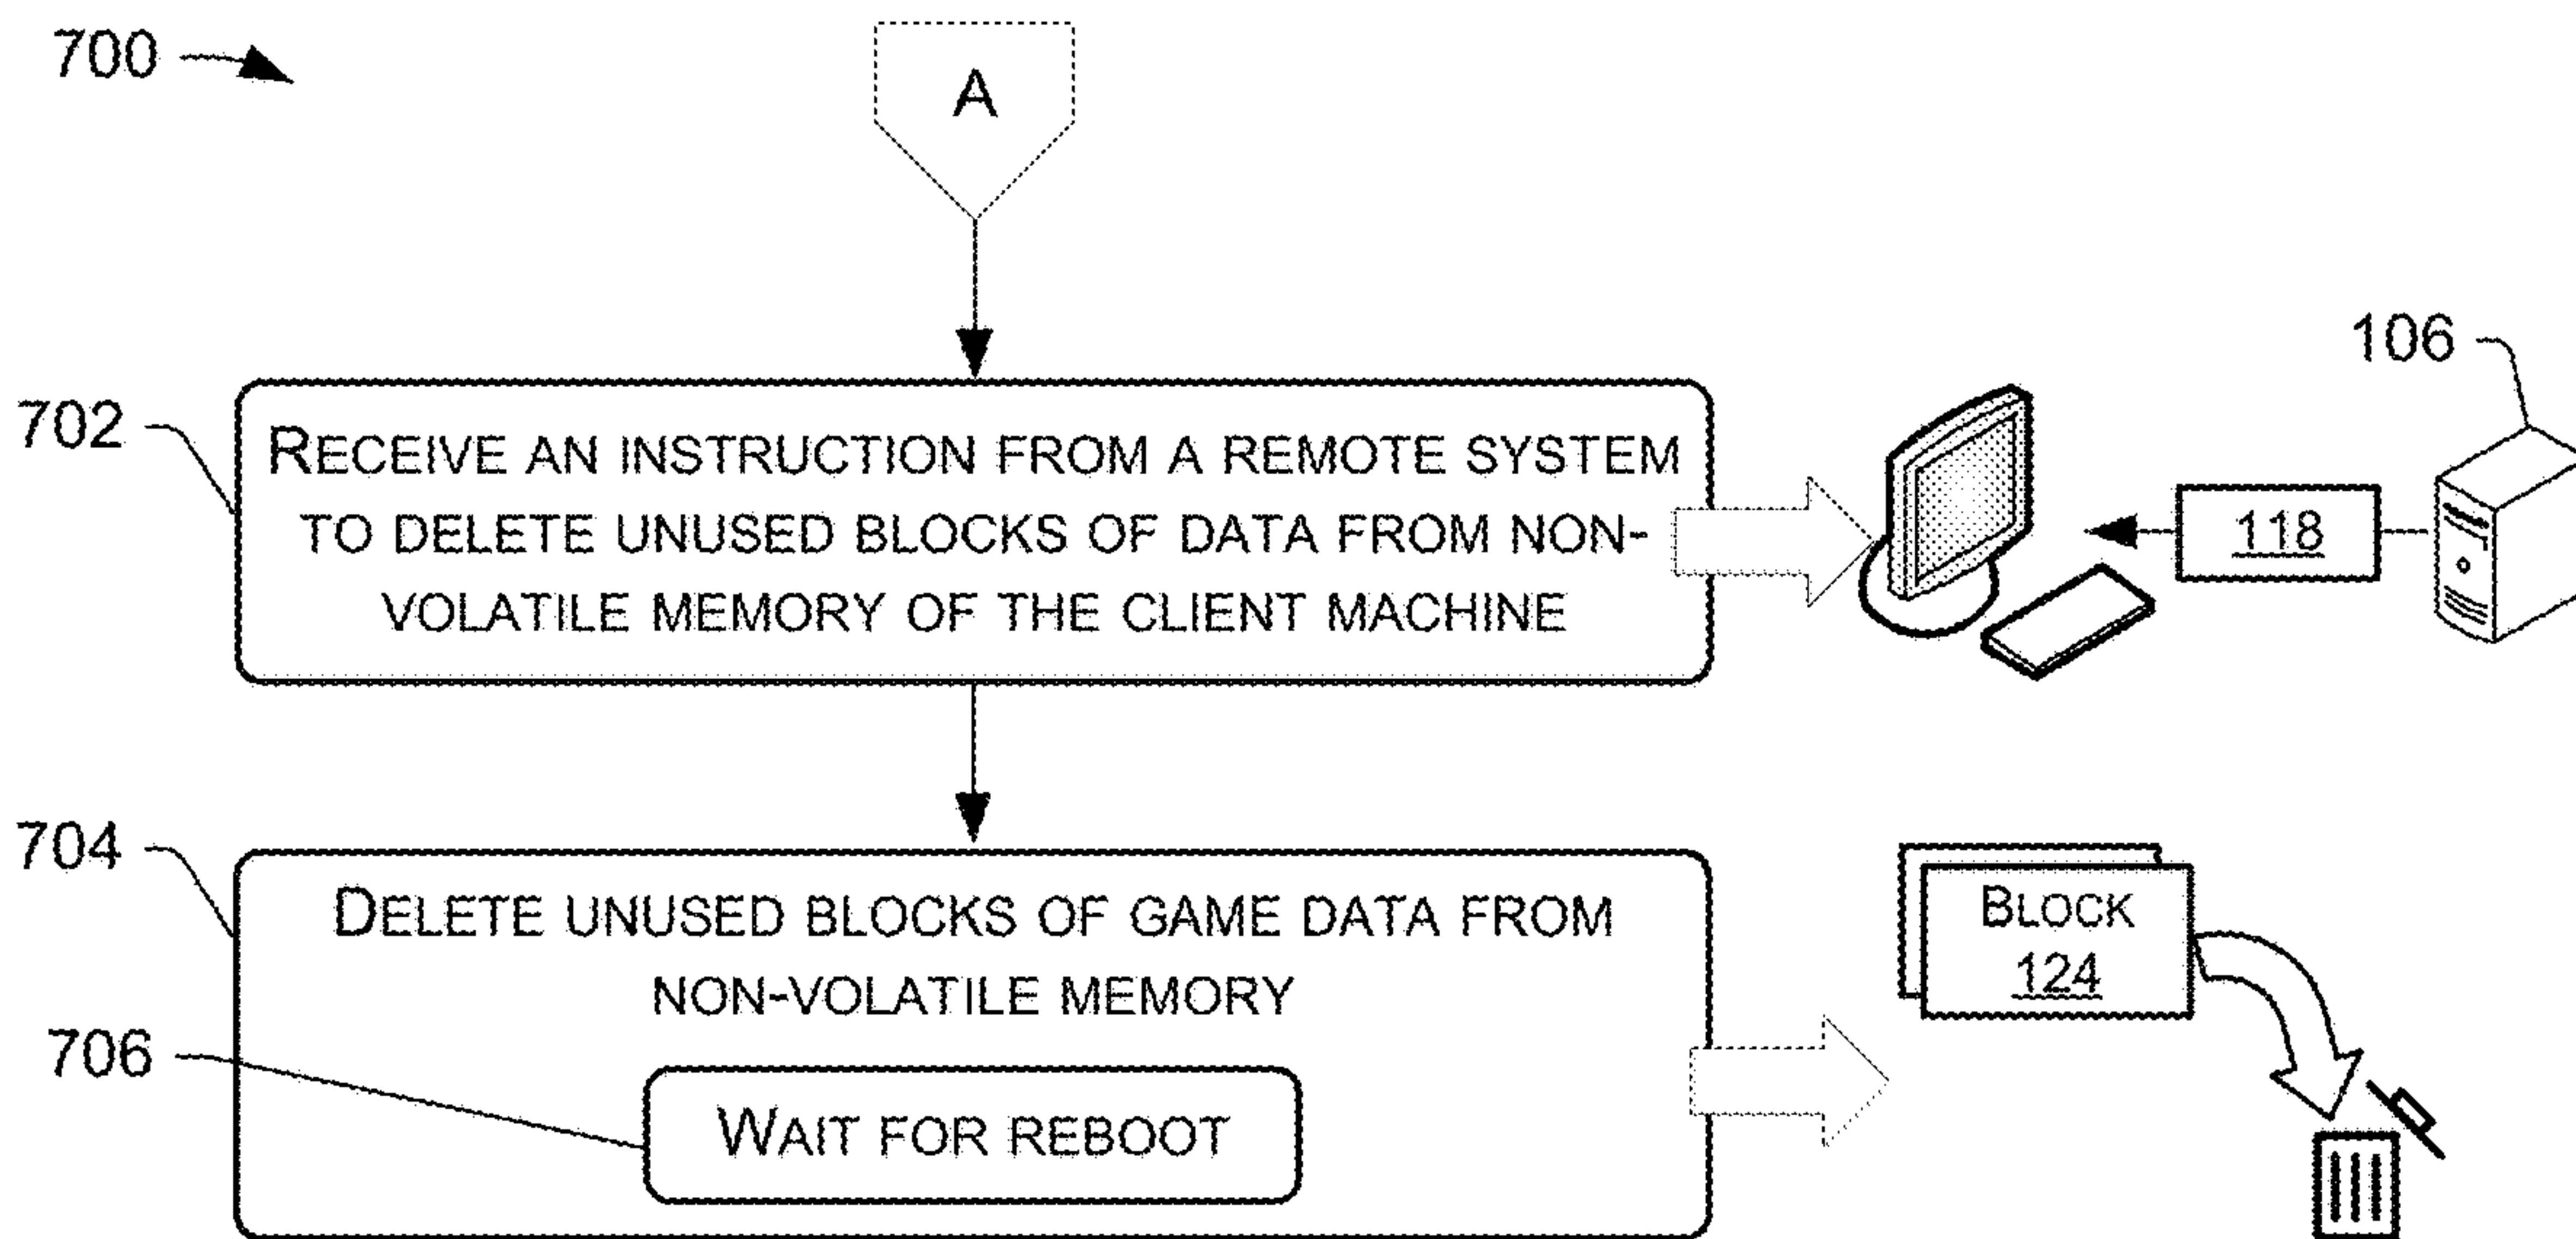 700
A
106
702
RECEIVE AN INSTRUCTION FROM A REMOTE SYSTEM
TO DELETE UNUSED BLOCKS OF DATA FROM NON-
VOLATILE MEMORY OF THE CLIENT MACHINE
118
704
DELETE UNUSED BLOCKS OF GAME DATA FROM
NON-VOLATILE MEMORY
BLOCK
124
706
WAIT FOR REBOOT